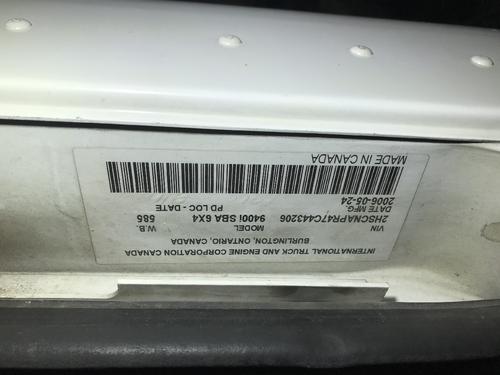 INTERNATIONAL TRUCK AND ENGINE CORPORATION CANADA
BURLINGTON, ONTARIO, CANADA
VIN MODEL W.B.
2HSCNAPR47C443206 9400i SBA 6X4 585
DATE MFG. PD LOC - DATE
2006-05-24
MADE IN CANADA